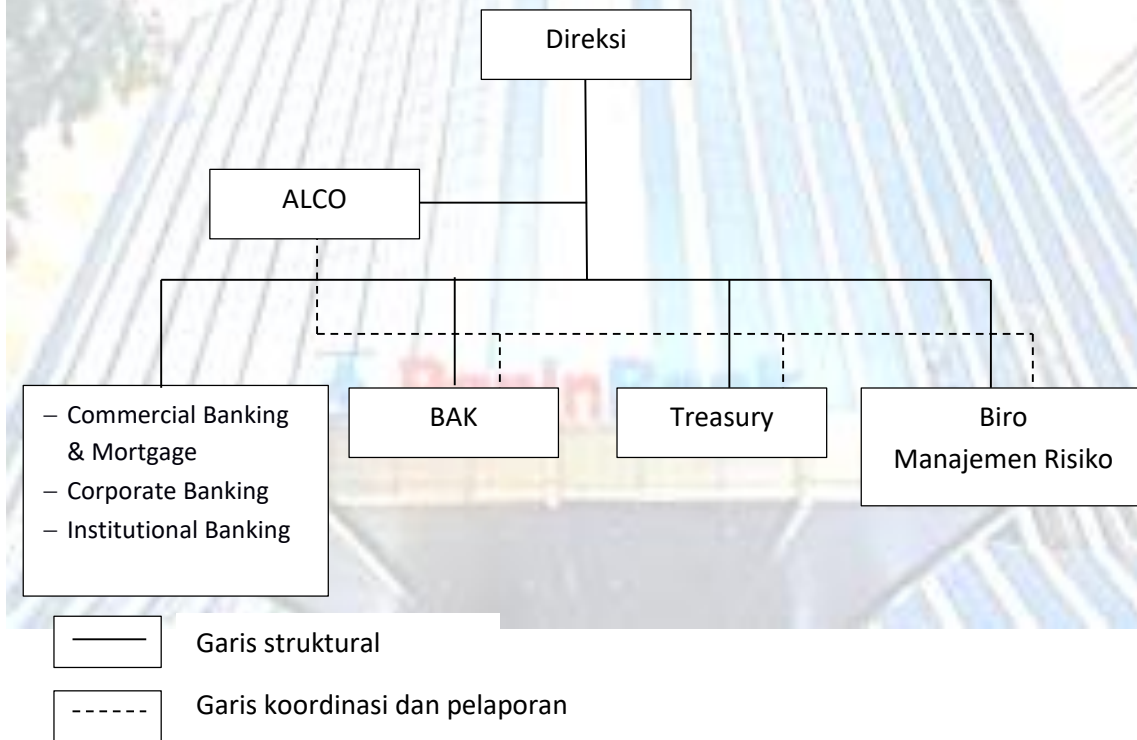 Direksi
ALCO
– Commercial Banking
& Mortgage
– Corporate Banking
– Institutional Banking
BAK
Treasury
Biro
Manajemen Risiko
Garis struktural
Garis koordinasi dan pelaporan